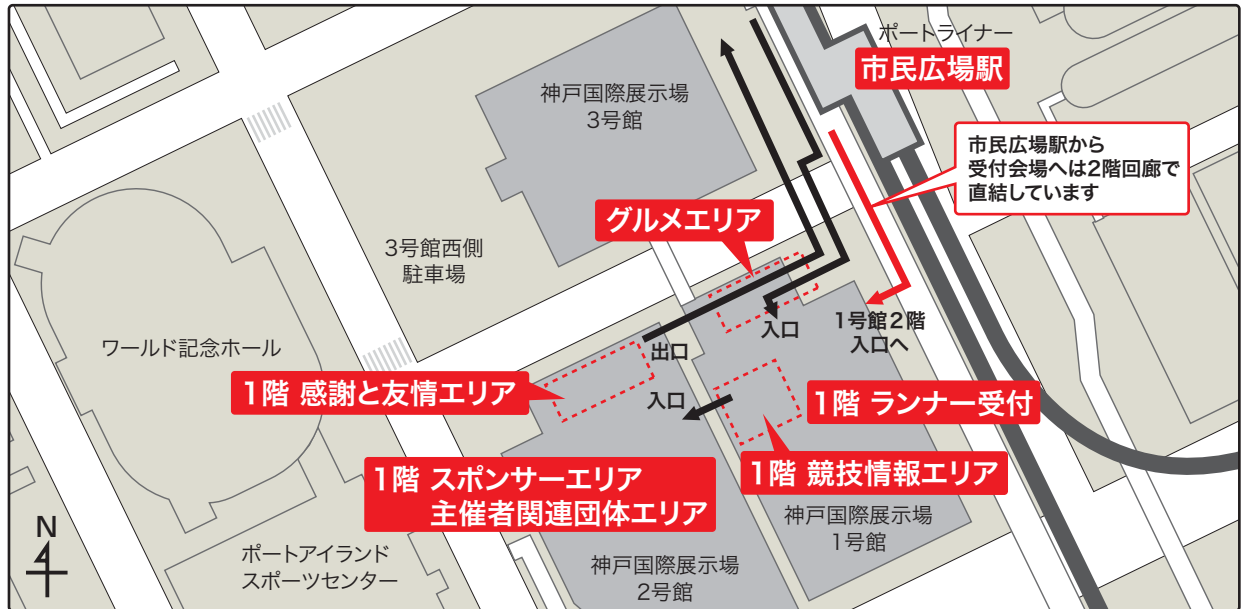 ポートライナー
市民広場駅
神戸国際展示場
3号館
市民広場駅から
受付会場へは2階回廊で
直結しています
グルメエリア
3号館西側
駐車場
入口
1号館2階
入口へ
ワールド記念ホール
出口
1階 感謝と友情エリア
入口
1階 ランナー受付
1階 スポンサーエリア
主催者関連団体エリア
1階 競技情報エリア
神戸国際展示場
1号館
N
ポートアイランド
スポーツセンター
神戸国際展示場
2号館